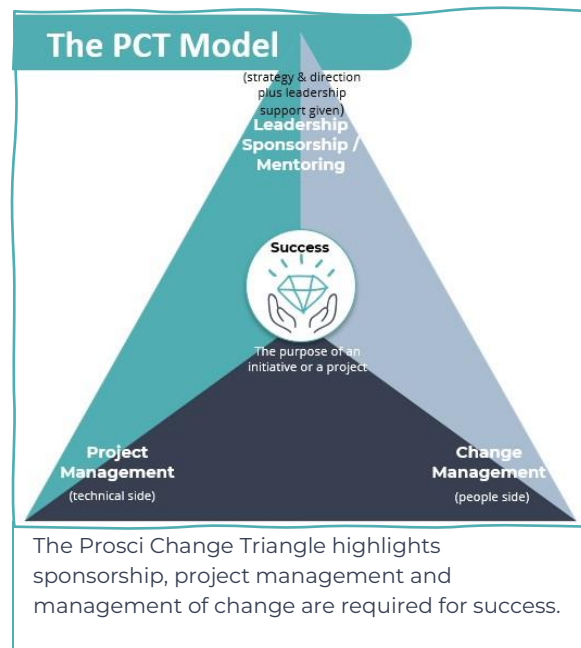 The PCT Model
(strategy & direction
plus leadership
support given)
Leadership
Sponsorship /
Mentoring
Success
The purpose of an
initiative or a project
Project
Management
(technical side)
Change
Management
(people side)
The Prosci Change Triangle highlights
sponsorship, project management and
management of change are required for success.